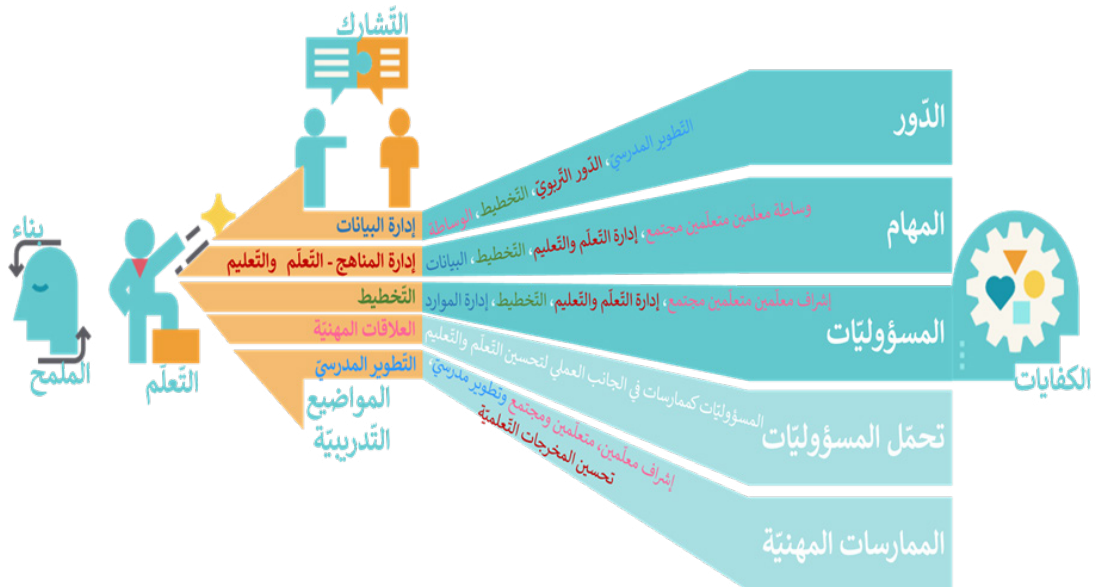 التّشارك
الدّور
التّطوير المدرسيّ، الدّور التّربويّ، التّخطيط، الوساطة
المهام
وساطة معلّمين متعلّمين مجتمع، إدارة التّعلّم والتّعليم، التّخطيط، البيانات
المسؤوليّات
إشراف معلّمين متعلّمين مجتمع، إدارة التّعلّم والتّعليم، التّخطيط، إدارة الموارد
تحمّل المسؤوليّات
المسؤوليّات كممارسات في الجانب العملي لتحسين التّعلّم والتّعليم
الممارسات المهنيّة
إشراف معلّمين، متعلّمين ومجتمع وتطوير مدرسيّ،
تحسين المخرجات التّعلميّة
الكفايات
إدارة البيانات
إدارة المناهج - التّعلّم والتّعليم
التّخطيط
العلاقات المهنيّة
التّطوير المدرسيّ
المواضيع
التّدريبيّة
التّعلّم
بناء
الملمح